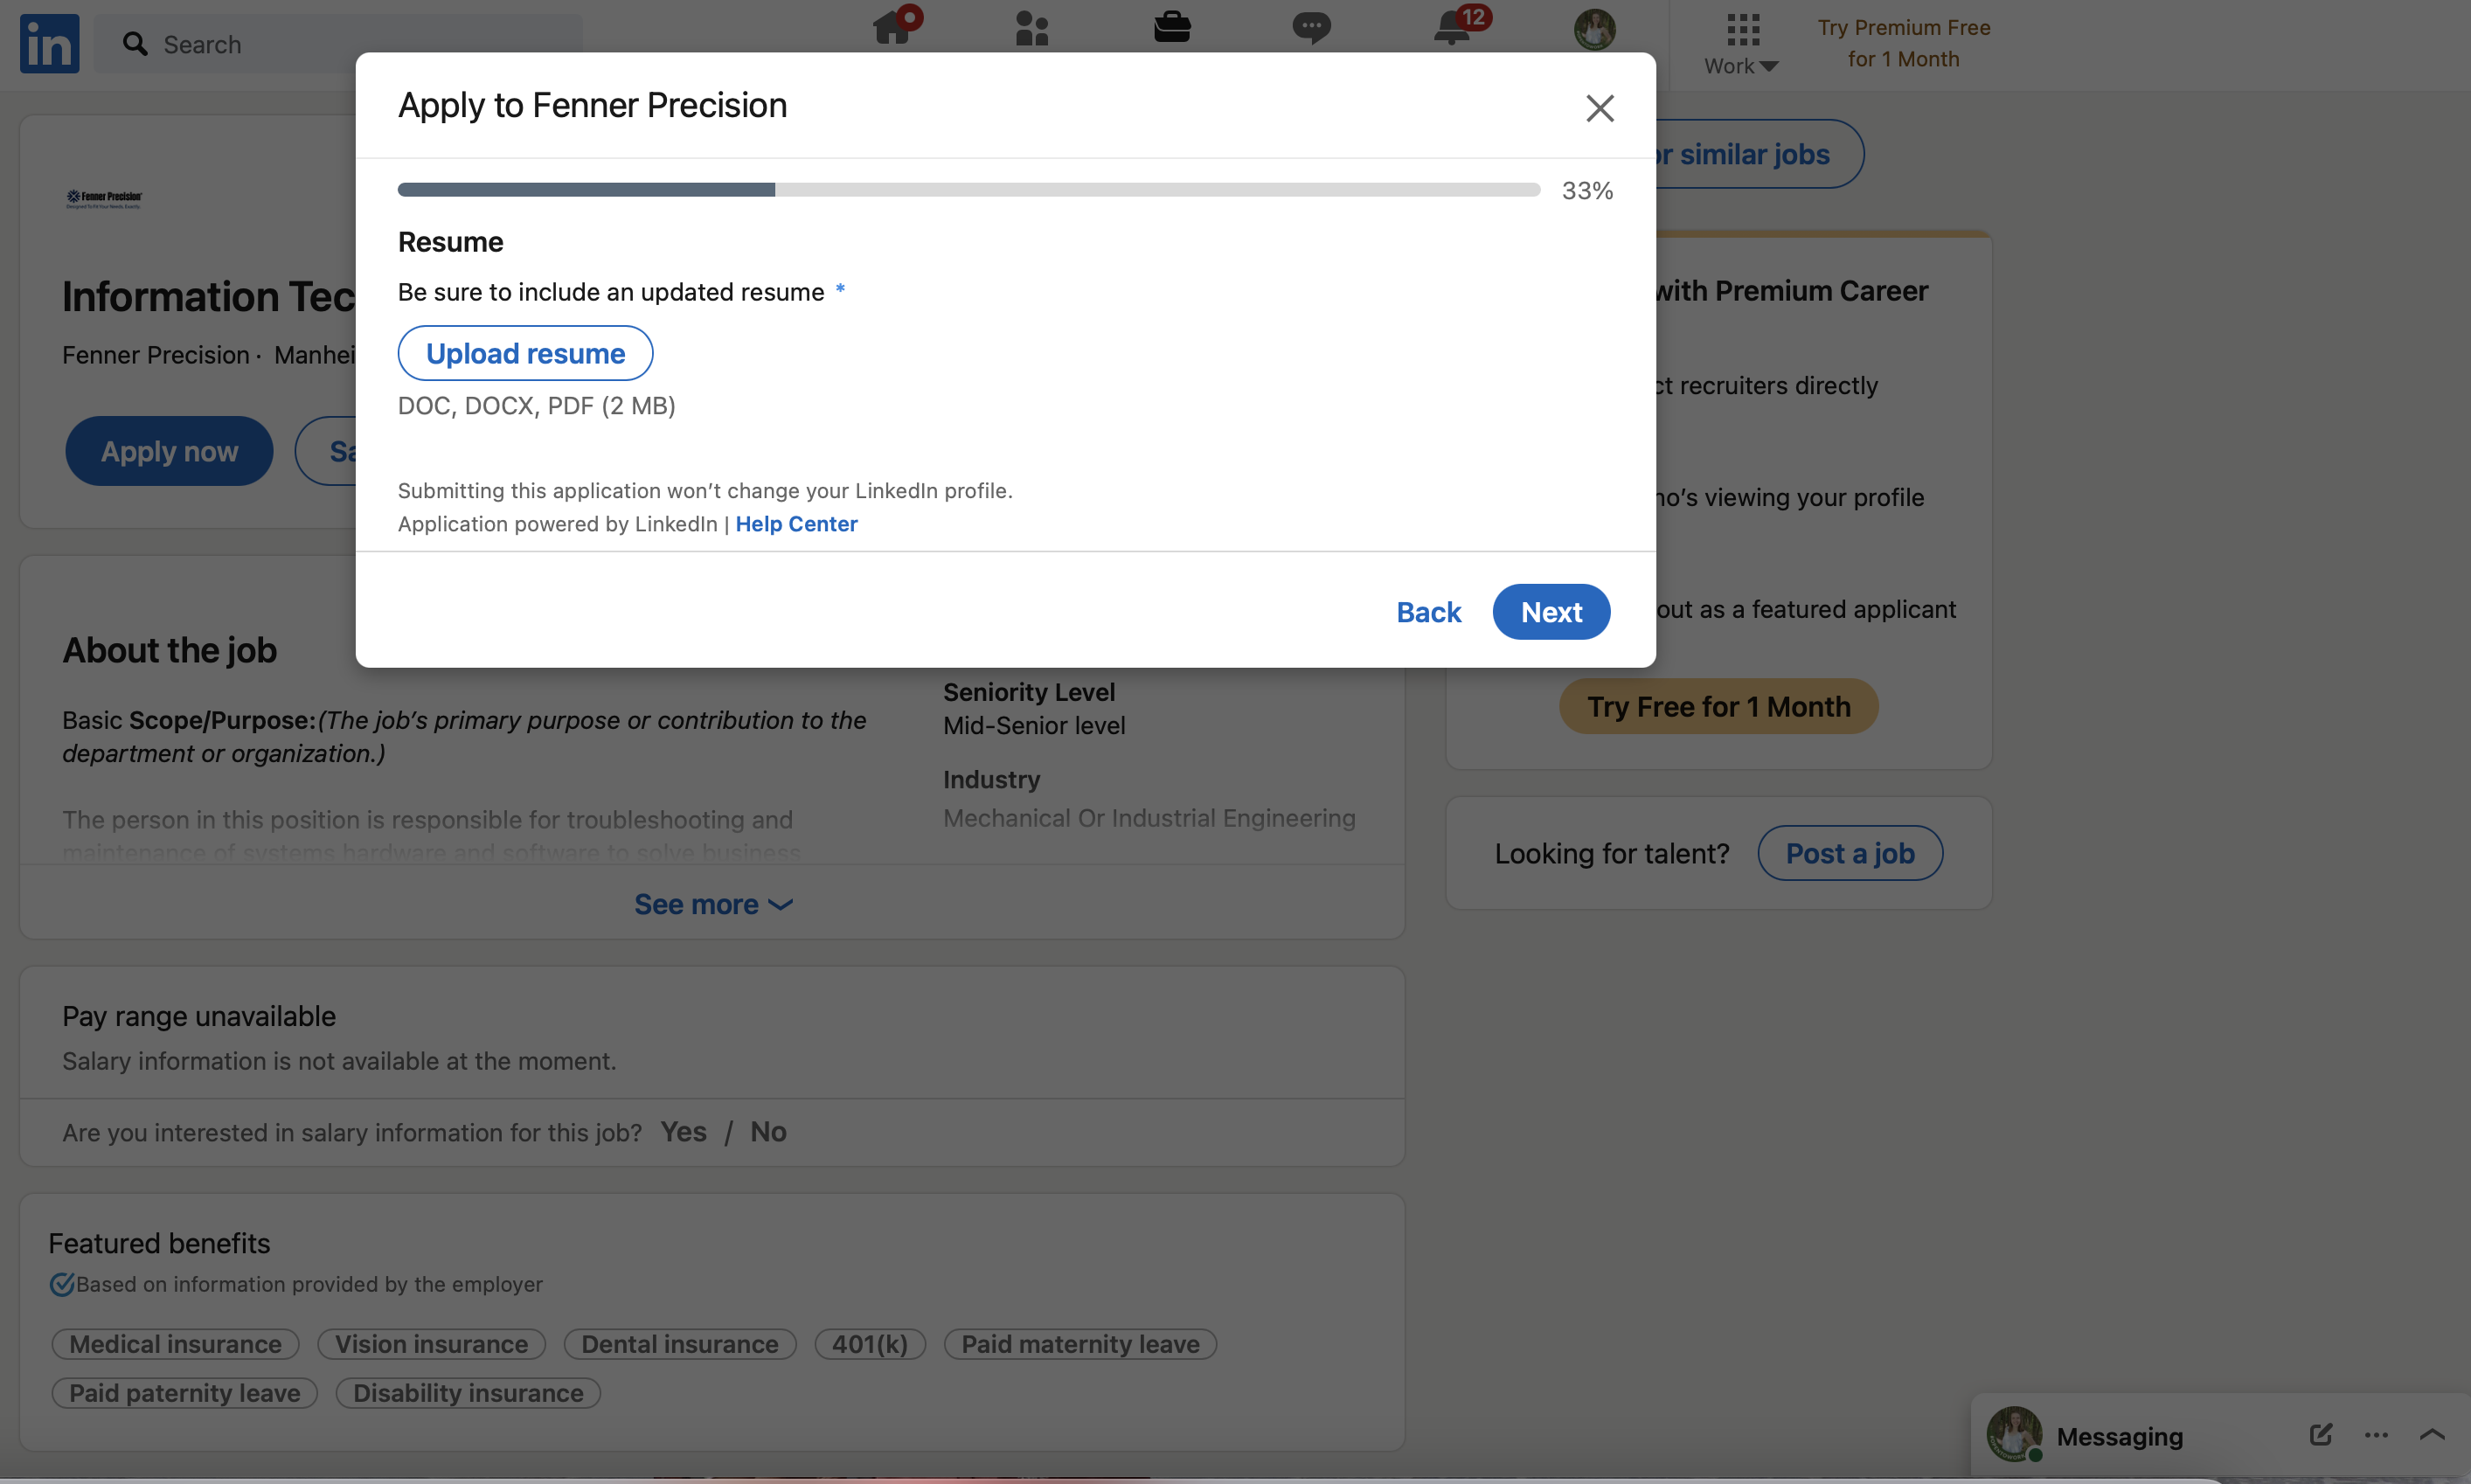 in
Search
12
Work
Try Premium Free
for 1 Month
Apply to Fenner Precision
33%
Resume
Be sure to include an updated resume *
Upload resume
DOC, DOCX, PDF (2 MB)
Submitting this application won't change your LinkedIn profile.
Application powered by LinkedIn | Help Center
Back
Next
Fenner Precision
Information Tec
Fenner Precision · Manhei
Apply now
Sa
or similar jobs
with Premium Career
ct recruiters directly
ho's viewing your profile
out as a featured applicant
Try Free for 1 Month
Looking for talent?
Post a job
About the job
Basic Scope/Purpose:(The job's primary purpose or contribution to the
department or organization.)
The person in this position is responsible for troubleshooting and
maintenance of systems hardware and software to solve business
Seniority Level
Mid-Senior level
Industry
Mechanical Or Industrial Engineering
See more
Pay range unavailable
Salary information is not available at the moment.
Are you interested in salary information for this job? Yes / No
Featured benefits
Based on information provided by the employer
Medical insurance
Vision insurance
Dental insurance
401(k)
Paid maternity leave
Paid paternity leave
Disability insurance
Messaging